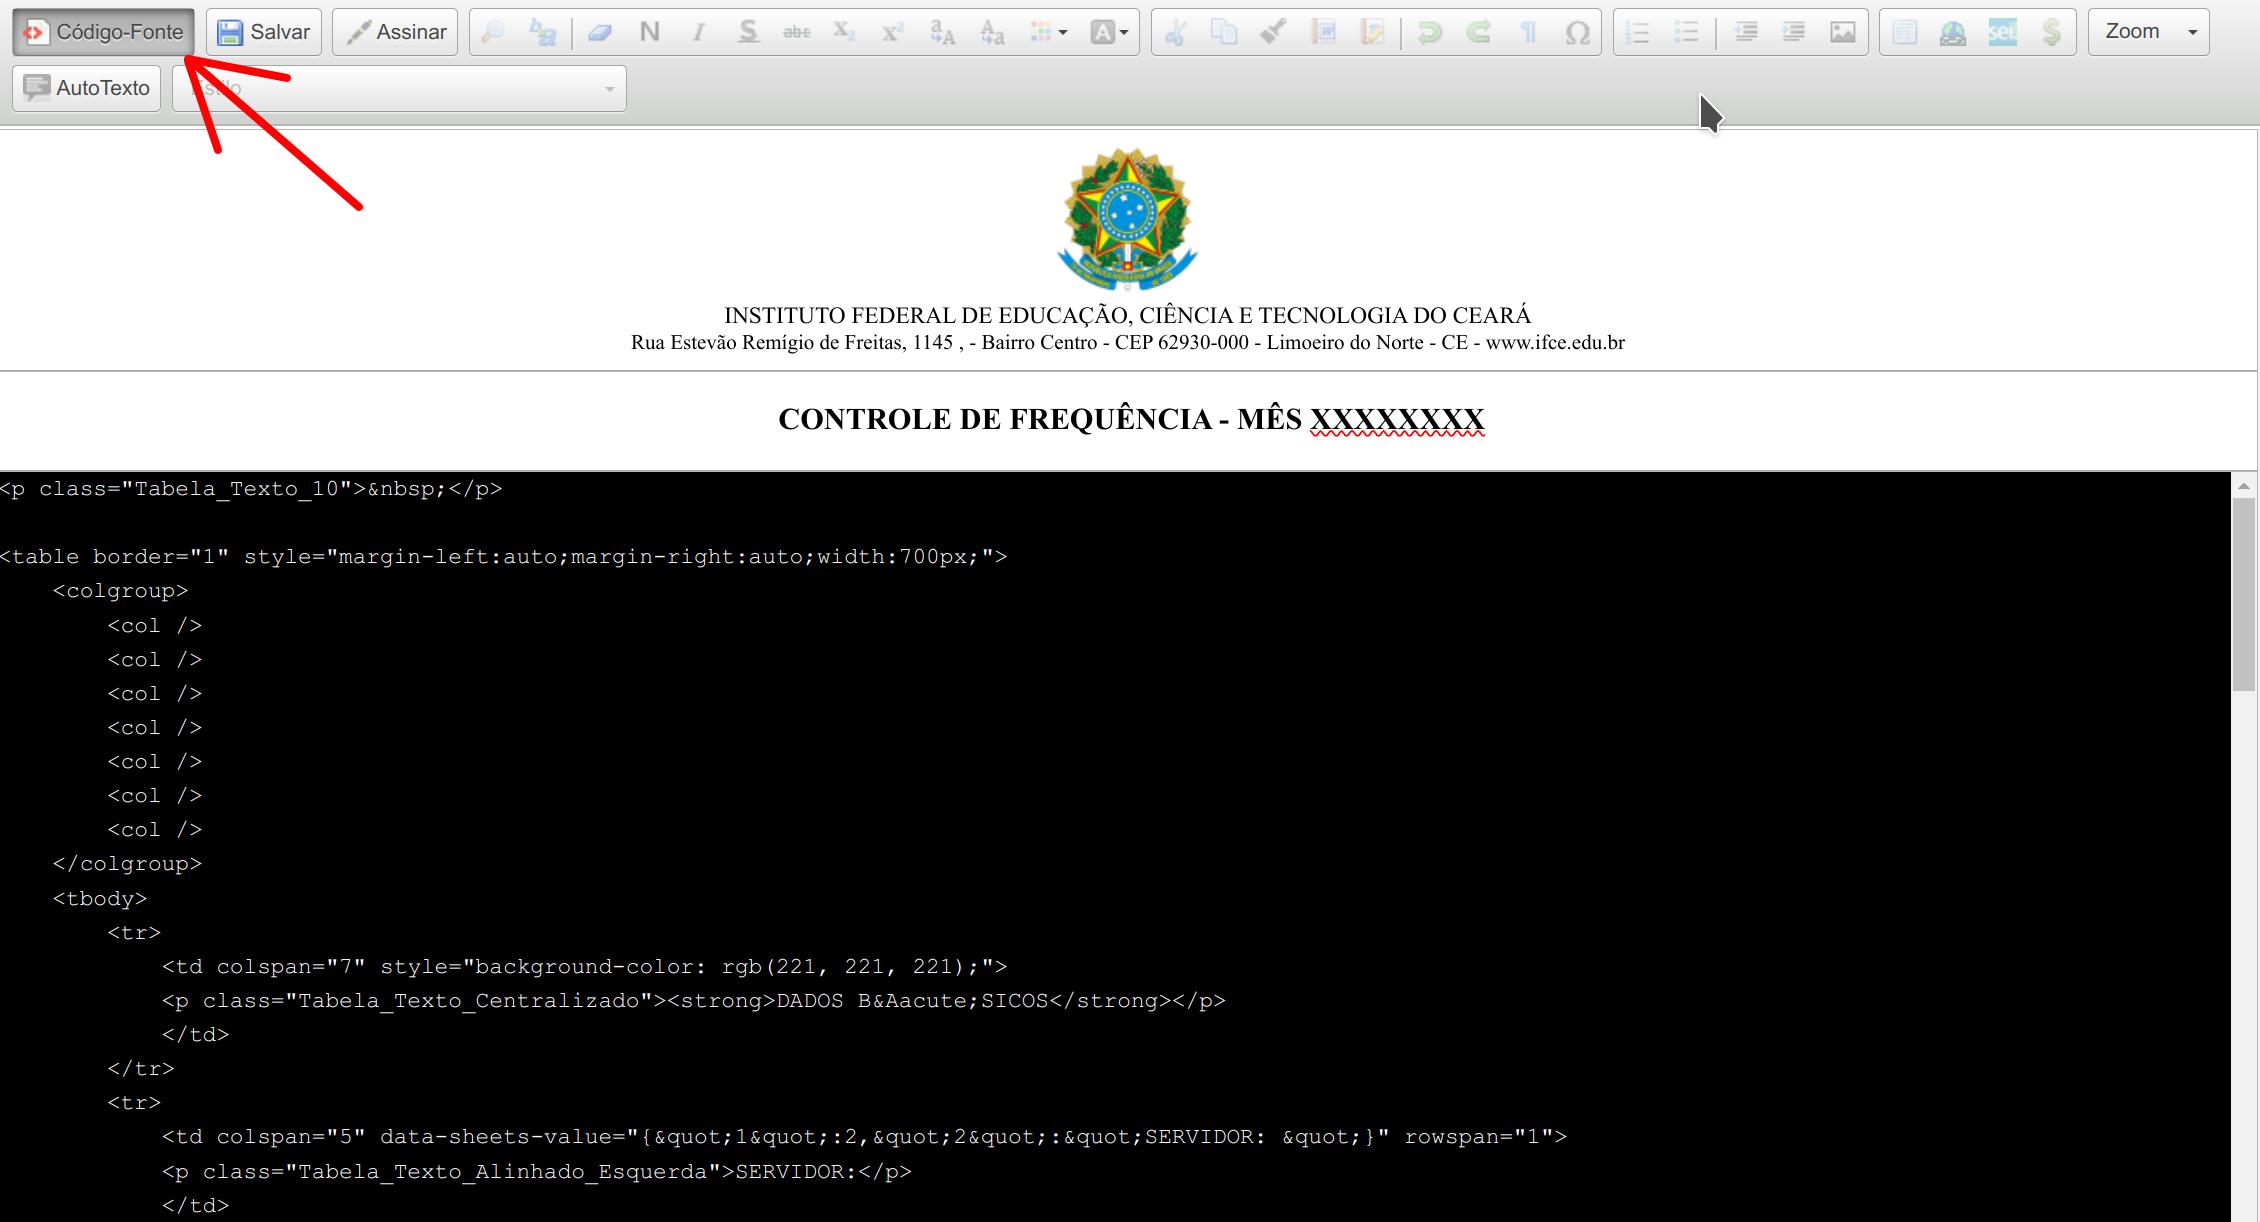 Código-Fonte Salvar Assinar N I S abc X₂ x² aA Aa A Ω sei $ Zoom
AutoTexto Estilo
INSTITUTO FEDERAL DE EDUCAÇÃO, CIÊNCIA E TECNOLOGIA DO CEARÁ
Rua Estevão Remígio de Freitas, 1145 , - Bairro Centro - CEP 62930-000 - Limoeiro do Norte - CE - www.ifce.edu.br
CONTROLE DE FREQUÊNCIA - MÊS XXXXXXXX
<p class="Tabela_Texto_10">&nbsp;</p>
<table border="1" style="margin-left:auto;margin-right:auto;width:700px;">
<colgroup>
<col />
<col />
<col />
<col />
<col />
<col />
<col />
</colgroup>
<tbody>
<tr>
<td colspan="7" style="background-color: rgb(221, 221, 221);">
<p class="Tabela_Texto_Centralizado"><strong>DADOS B&Aacute;SICOS</strong></p>
</td>
</tr>
<tr>
<td colspan="5" data-sheets-value="{&quot;1&quot;:2,&quot;2&quot;:&quot;SERVIDOR: &quot;}" rowspan="1">
<p class="Tabela_Texto_Alinhado_Esquerda">SERVIDOR:</p>
</td>